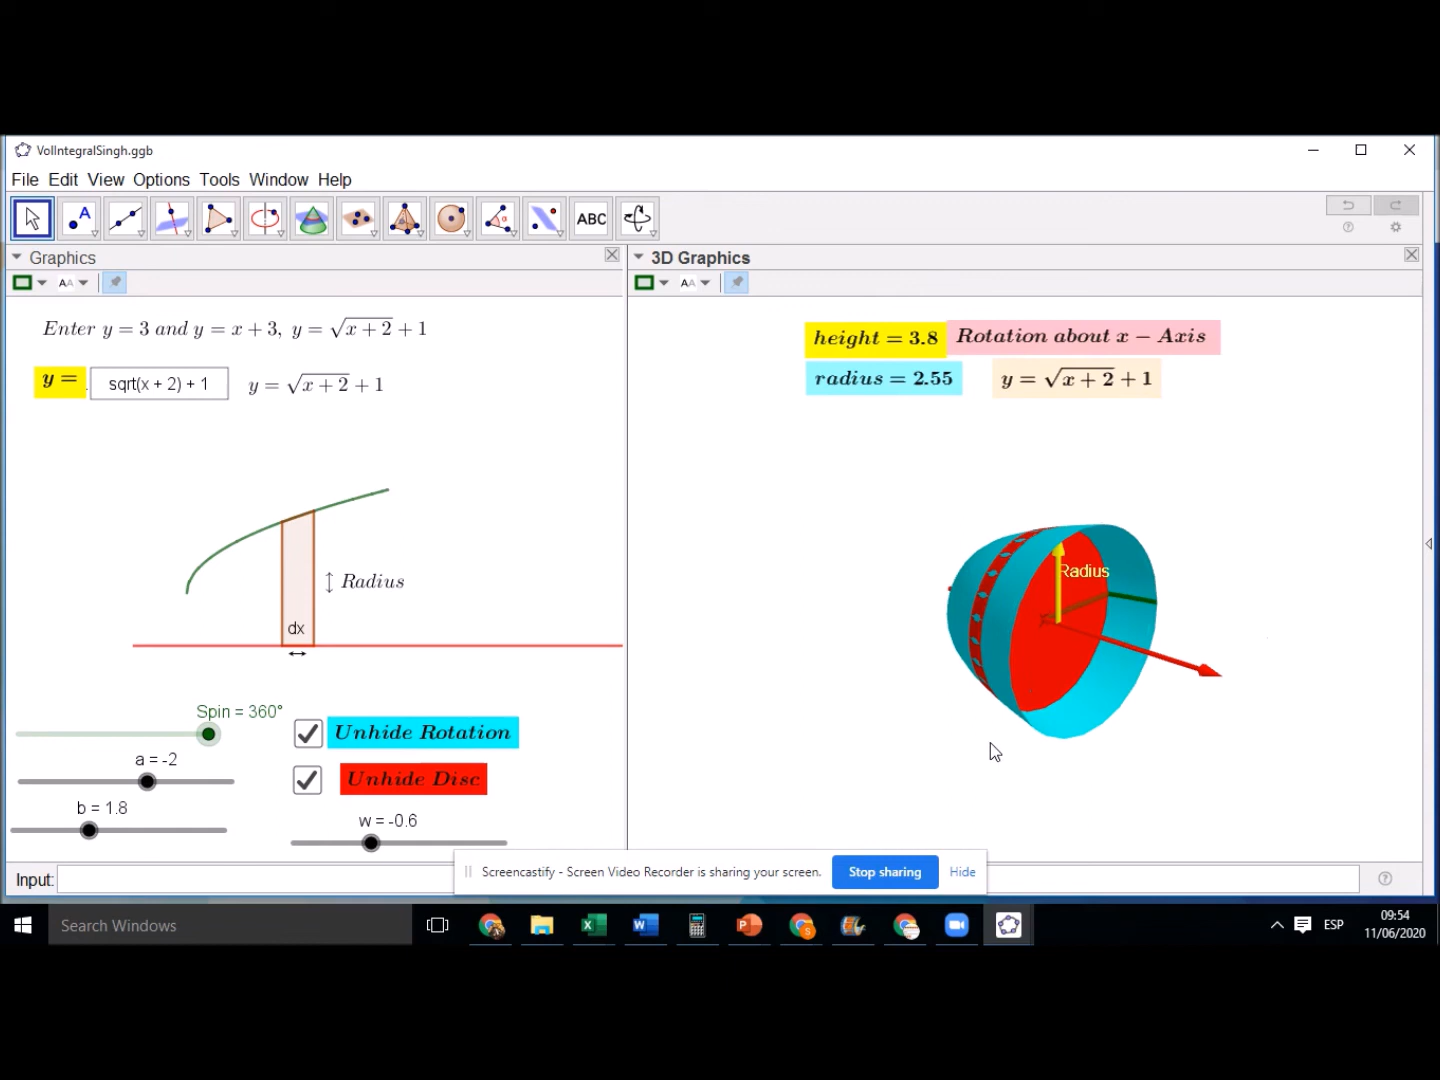 VolIntegralSingh.ggb
File Edit View Options Tools Window Help
ABC
Graphics
3D Graphics
AA
AA
Enter y = 3 and y = x + 3, y = √(x + 2) + 1
y =
sqrt(x + 2) + 1
y = √(x + 2) + 1
height = 3.8
Rotation about x − Axis
radius = 2.55
y = √(x + 2) + 1
↕ Radius
dx
Radius
Spin = 360°
Unhide Rotation
a = -2
Unhide Disc
b = 1.8
w = -0.6
Input:
Screencastify - Screen Video Recorder is sharing your screen.
Stop sharing
Hide
Search Windows
ESP
09:54
11/06/2020